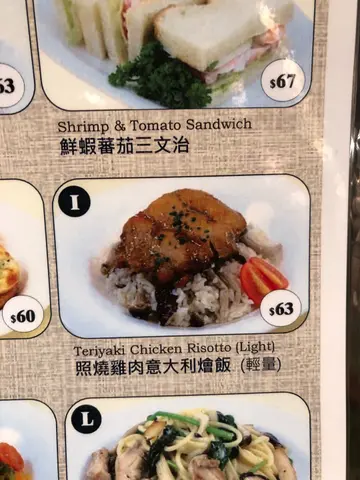 $63
$67
Shrimp & Tomato Sandwich
鮮蝦蕃茄三文治
I
$60
$63
Teriyaki Chicken Risotto (Light)
照燒雞肉意大利燴飯 (輕量)
L